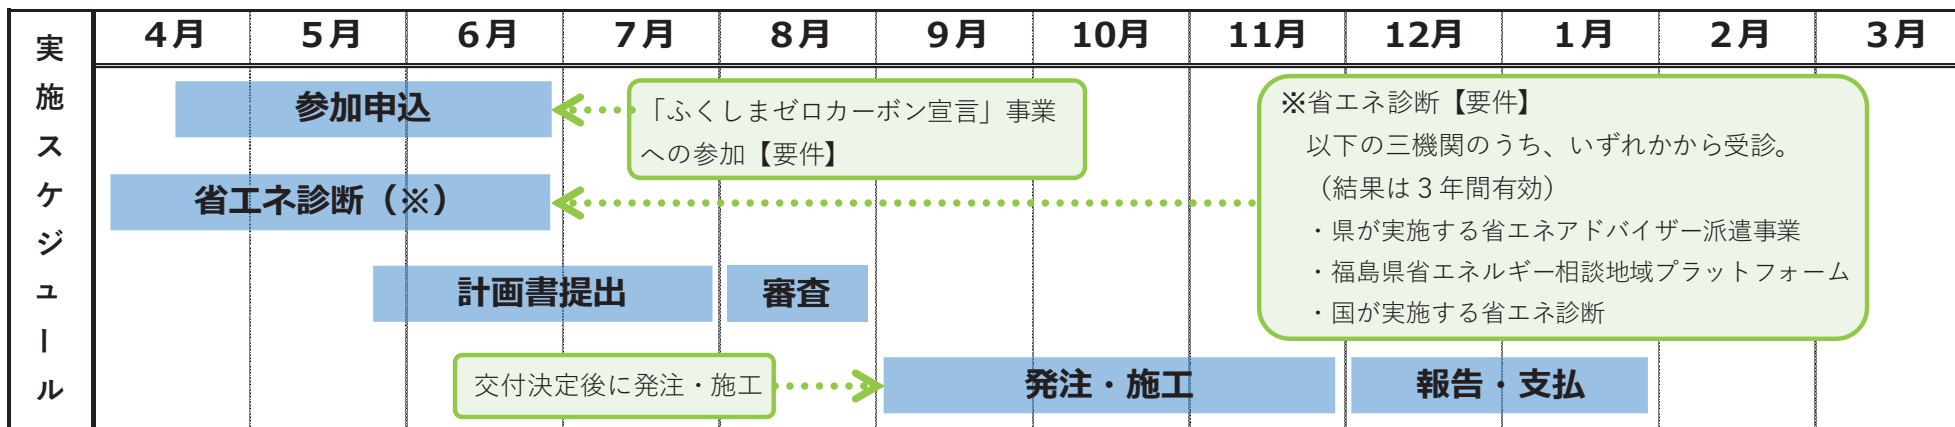 実施スケジュール
4月 5月 6月 7月 8月 9月 10月 11月 12月 1月 2月 3月
参加申込
「ふくしまゼロカーボン宣言」事業
への参加【要件】
省エネ診断（※）
※省エネ診断【要件】
以下の三機関のうち、いずれかから受診。
（結果は３年間有効）
・県が実施する省エネアドバイザー派遣事業
・福島県省エネルギー相談地域プラットフォーム
・国が実施する省エネ診断
計画書提出
審査
交付決定後に発注・施工
発注・施工
報告・支払